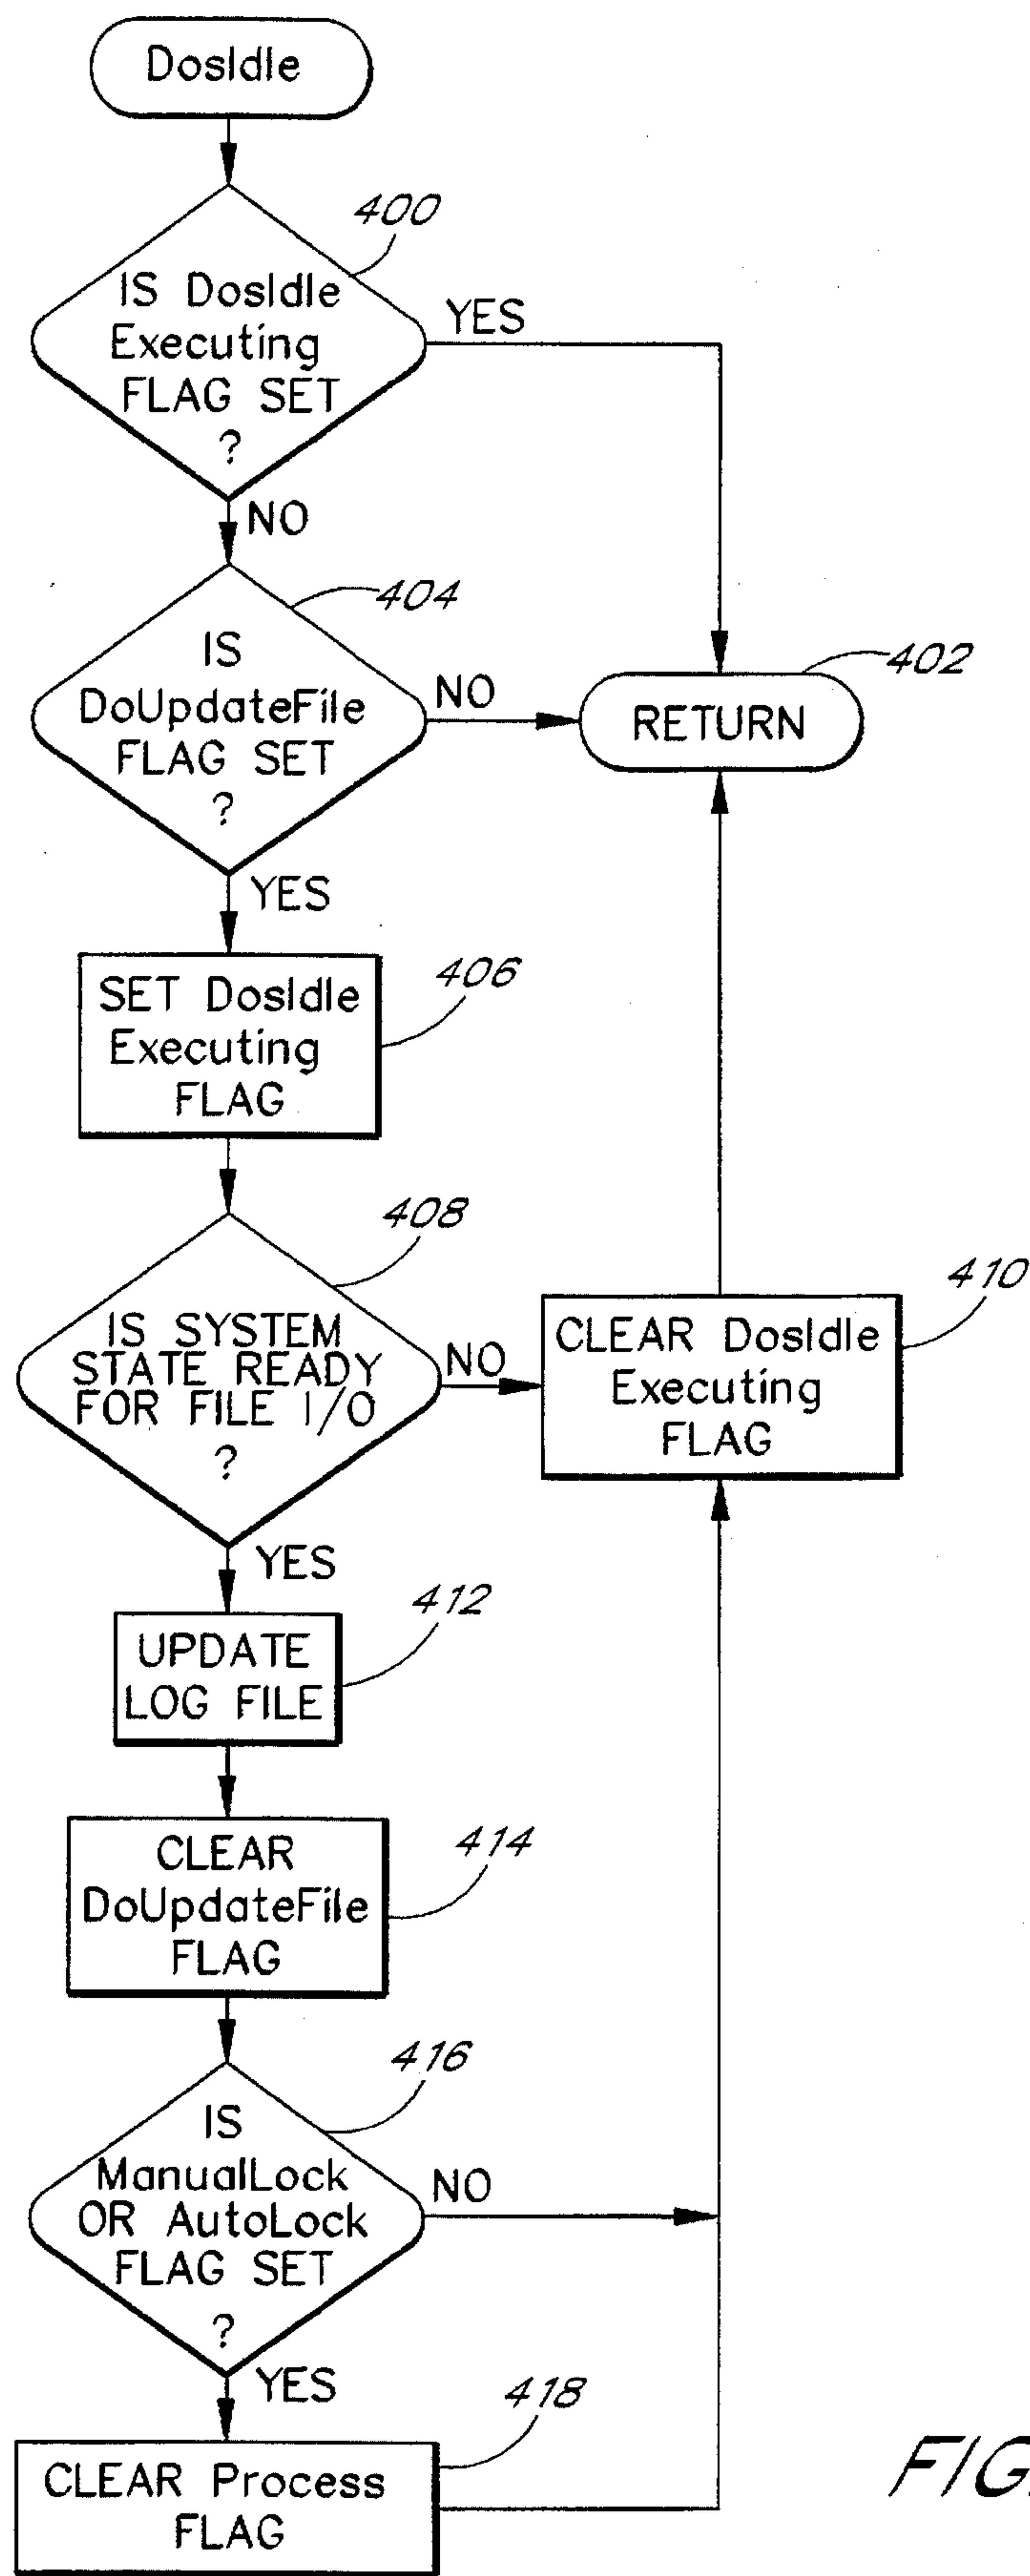 DosIdle
400
IS DosIdle
Executing
FLAG SET
?
YES
NO
404
IS
DoUpdateFile
FLAG SET
?
NO
402
RETURN
YES
406
SET DosIdle
Executing
FLAG
408
IS SYSTEM
STATE READY
FOR FILE I/O
?
NO
410
CLEAR DosIdle
Executing
FLAG
YES
412
UPDATE
LOG FILE
414
CLEAR
DoUpdateFile
FLAG
416
IS
ManualLock
OR AutoLock
FLAG SET
?
NO
YES
418
CLEAR Process
FLAG
FIG.